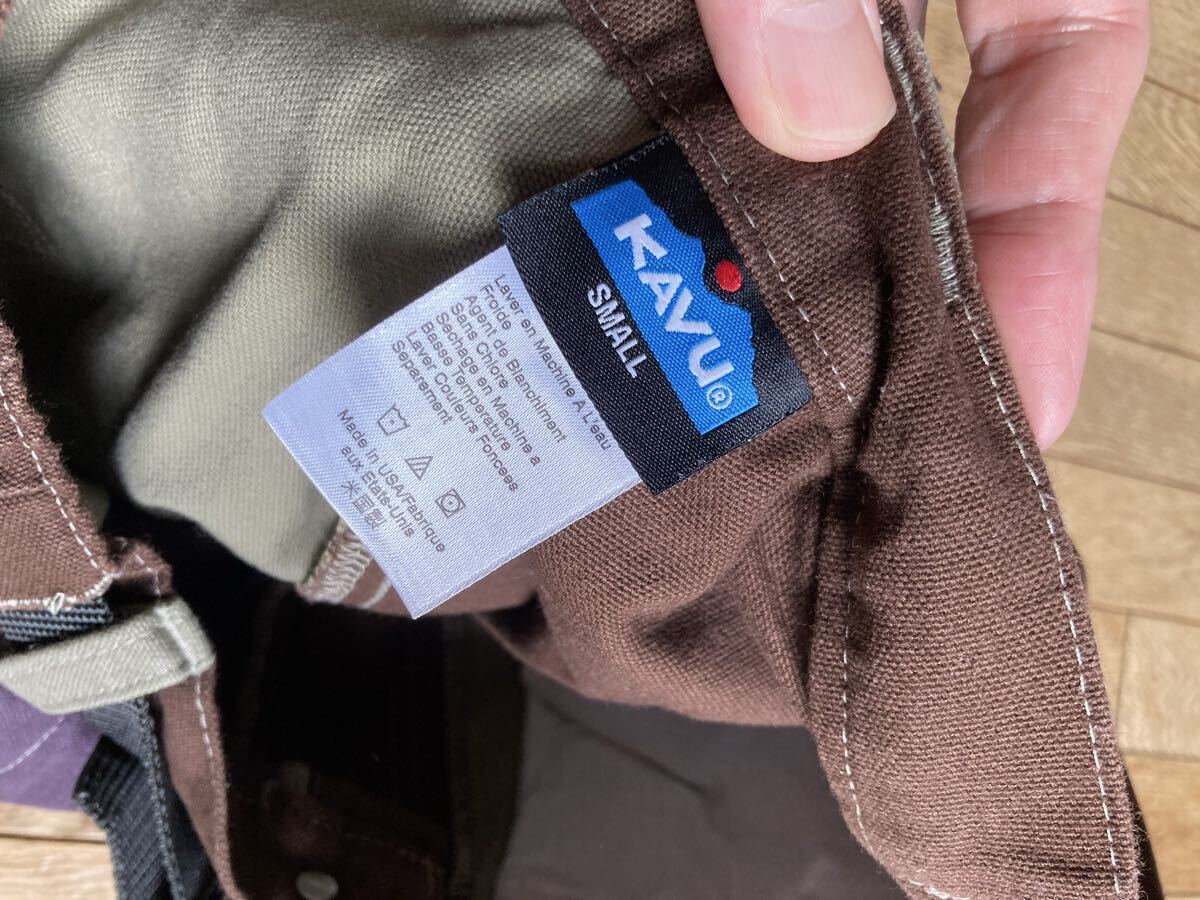 KAVU®
SMALL
Laver en Machine A L'eau
Froide
Agent de Blanchiment
Sans Chlore
Sechage en Machine a
Basse Temperature
Laver Couleurs Foncees
Separement
Made in USA/Fabrique
aux Etats-Unis
米国製